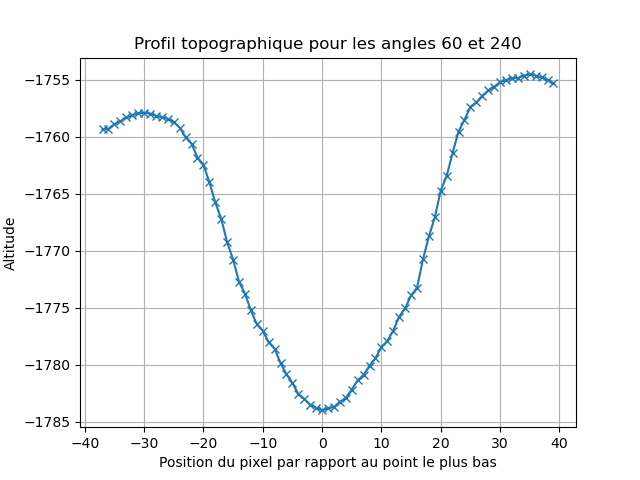 Profil topographique pour les angles 60 et 240
−1755
−1760
−1765
−1770
−1775
−1780
−1785
Altitude
−40 −30 −20 −10 0 10 20 30 40
Position du pixel par rapport au point le plus bas